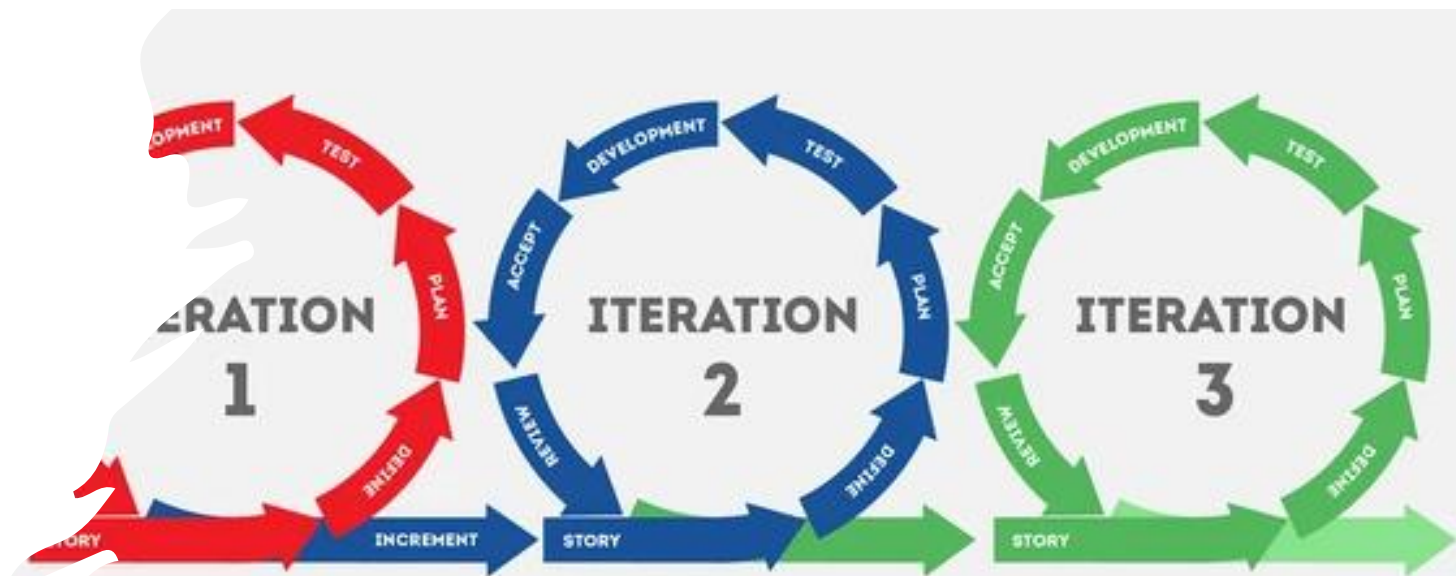 OPMENT
TEST
PLAN
ERATION
1
DEFINE
TORY
INCREMENT
DEVELOPMENT
TEST
ACCEPT
PLAN
ITERATION
2
REVIEW
DEFINE
STORY
DEVELOPMENT
TEST
ACCEPT
PLAN
ITERATION
3
REVIEW
DEFINE
STORY